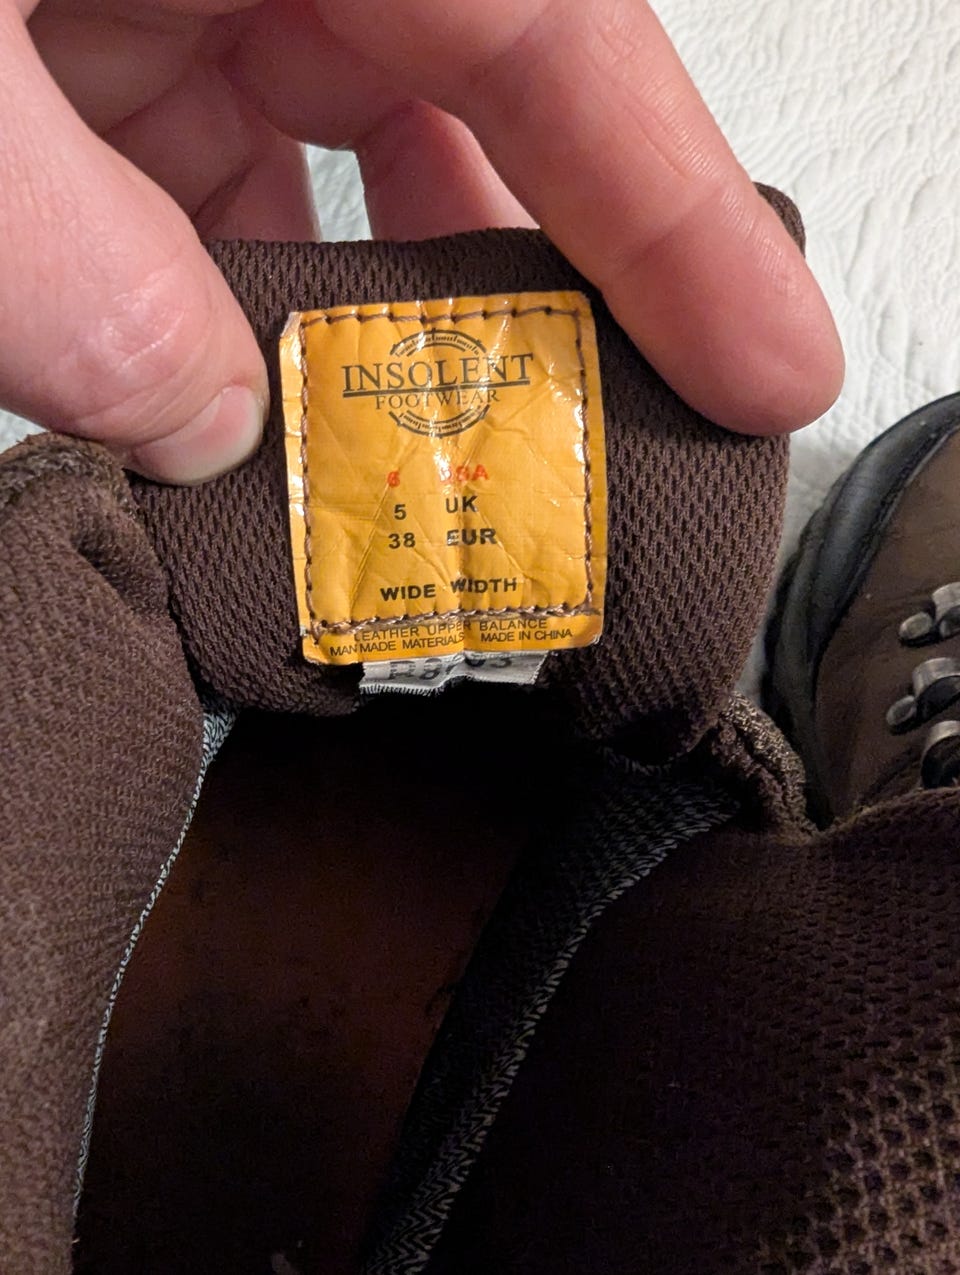 INSOLENT
FOOTWEAR
6 USA
5 UK
38 EUR
WIDE WIDTH
LEATHER UPPER BALANCE
MAN MADE MATERIALS MADE IN CHINA